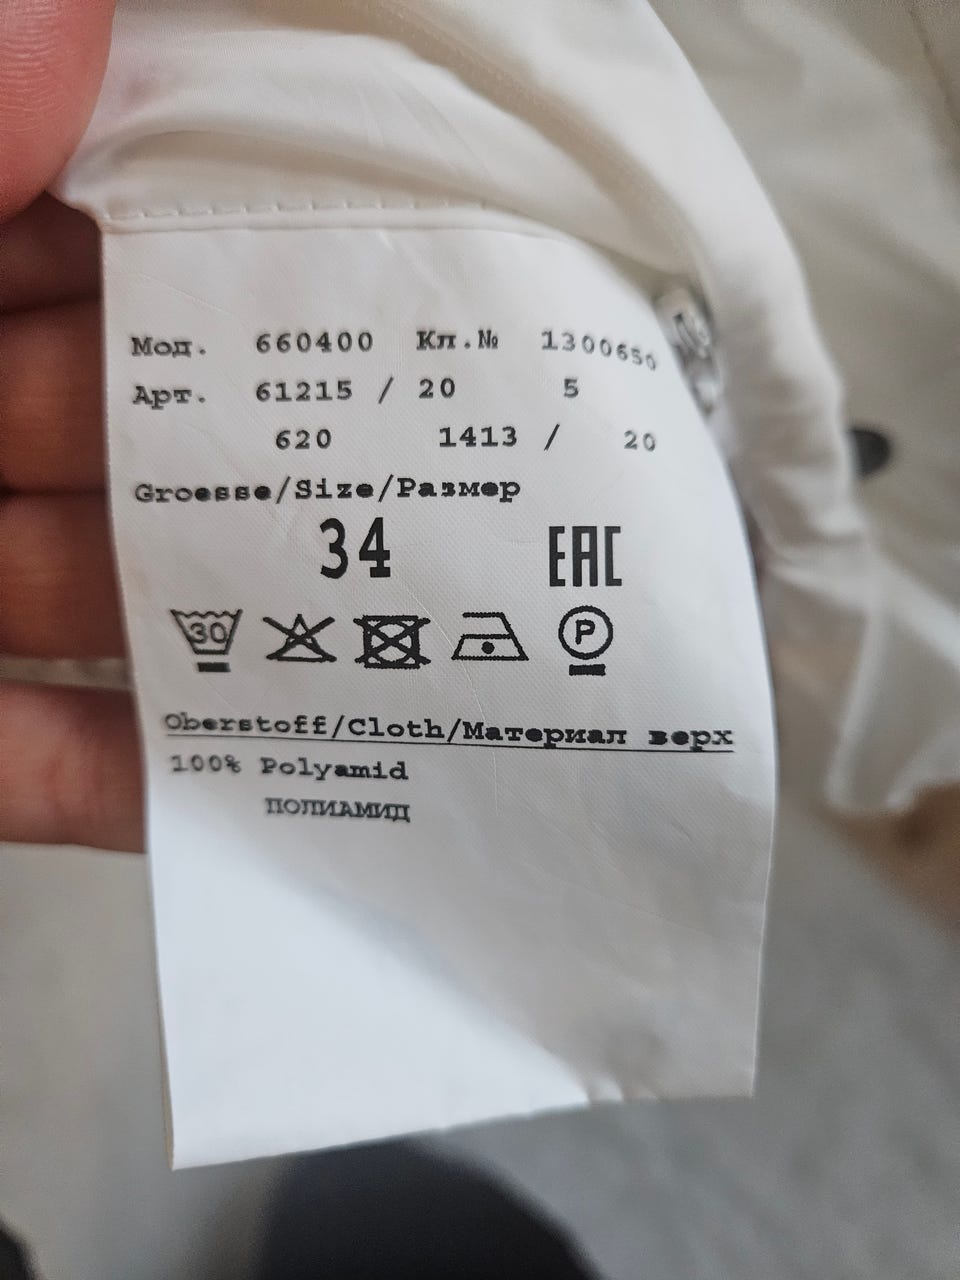 Мод. 660400 Кл.№ 1300650
Арт. 61215 / 20 5
620 1413 / 20
Groesse/Size/Размер
34 EAC
30 P
Oberstoff/Cloth/Материал верх
100% Polyamid
ПОЛИАМИД